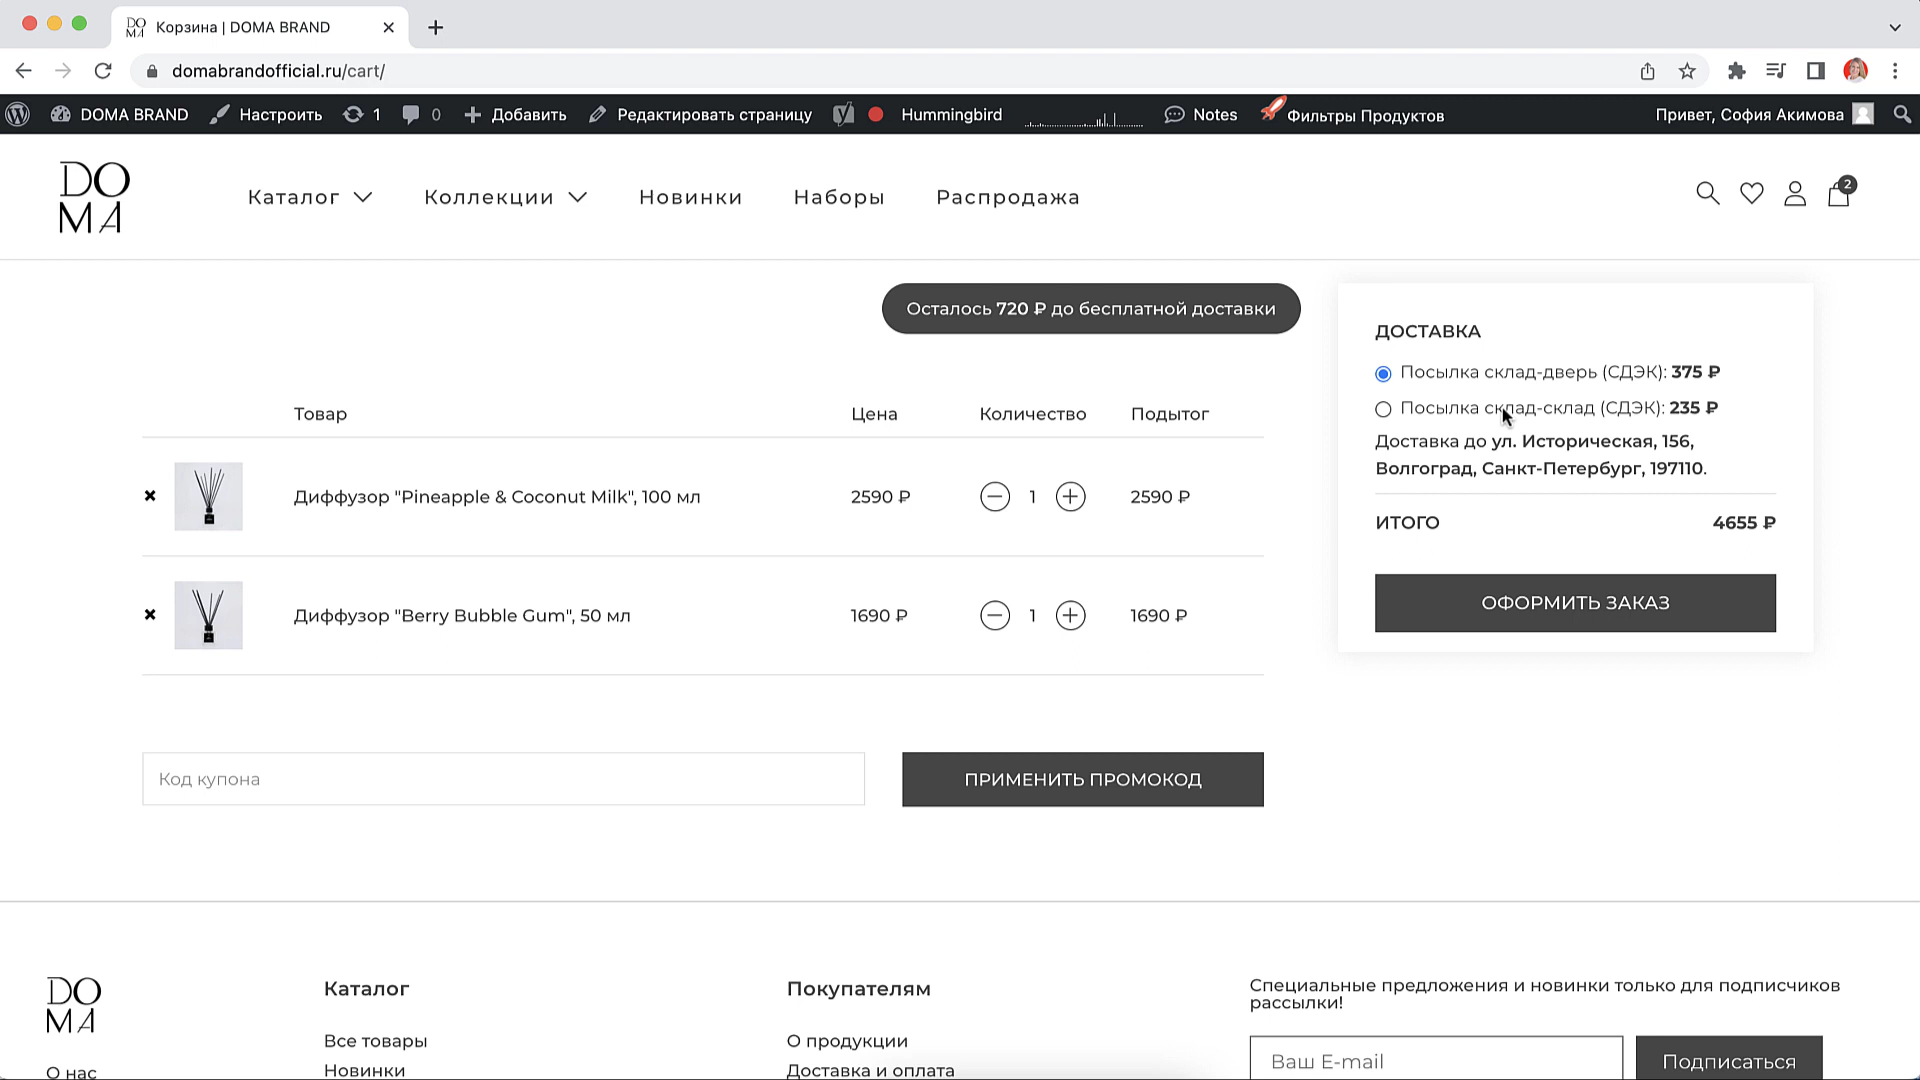 Корзина | DOMA BRAND
domabrandofficial.ru/cart/
DOMA BRAND Настроить 1 0 Добавить Редактировать страницу Hummingbird Notes Фильтры Продуктов Привет, София Акимова
DO
MA
Каталог Коллекции Новинки Наборы Распродажа 2
Осталось 720 ₽ до бесплатной доставки
Товар Цена Количество Подытог
Диффузор "Pineapple & Coconut Milk", 100 мл 2590 ₽ 1 2590 ₽
Диффузор "Berry Bubble Gum", 50 мл 1690 ₽ 1 1690 ₽
Код купона ПРИМЕНИТЬ ПРОМОКОД
ДОСТАВКА
Посылка склад-дверь (СДЭК): 375 ₽
Посылка склад-склад (СДЭК): 235 ₽
Доставка до ул. Историческая, 156,
Волгоград, Санкт-Петербург, 197110.
ИТОГО 4655 ₽
ОФОРМИТЬ ЗАКАЗ
DO
MA
О нас
Каталог
Все товары
Новинки
Покупателям
О продукции
Доставка и оплата
Специальные предложения и новинки только для подписчиков
рассылки!
Ваш E-mail Подписаться